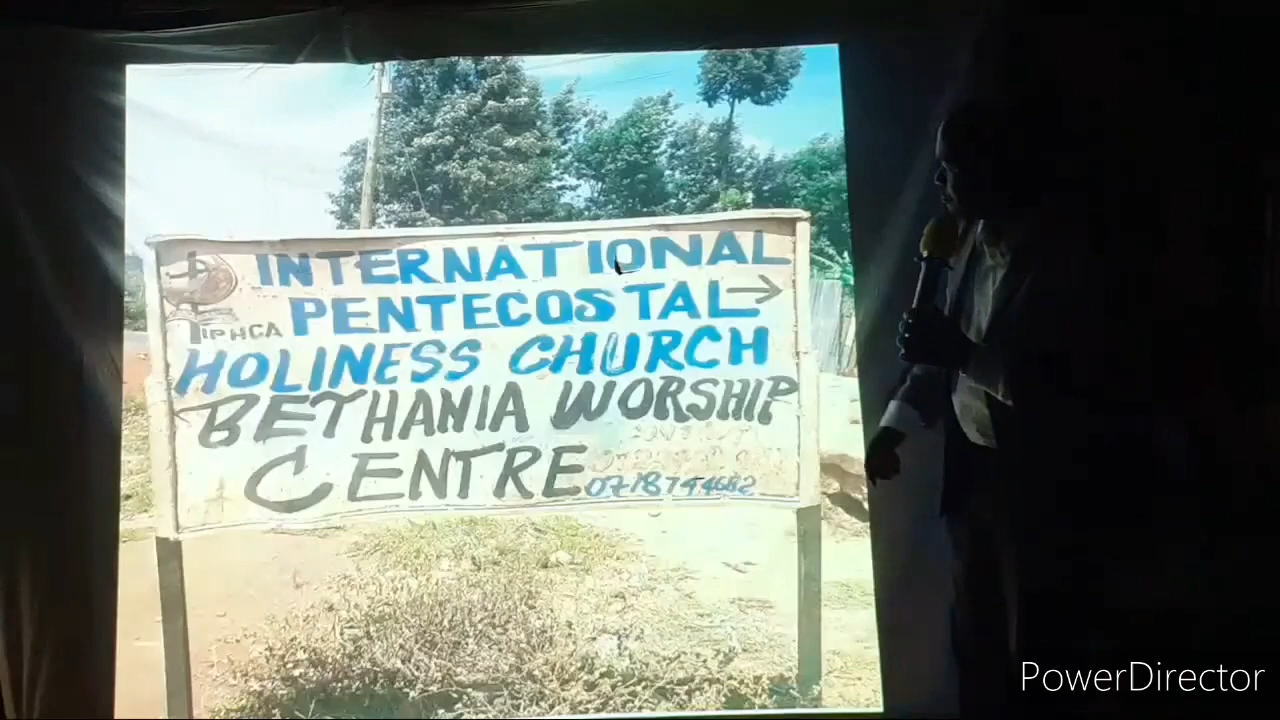 INTERNATIONAL
PENTECOSTAL
IPHCA
HOLINESS CHURCH
BETHANIA WORSHIP
CENTRE
0718744682
PowerDirector